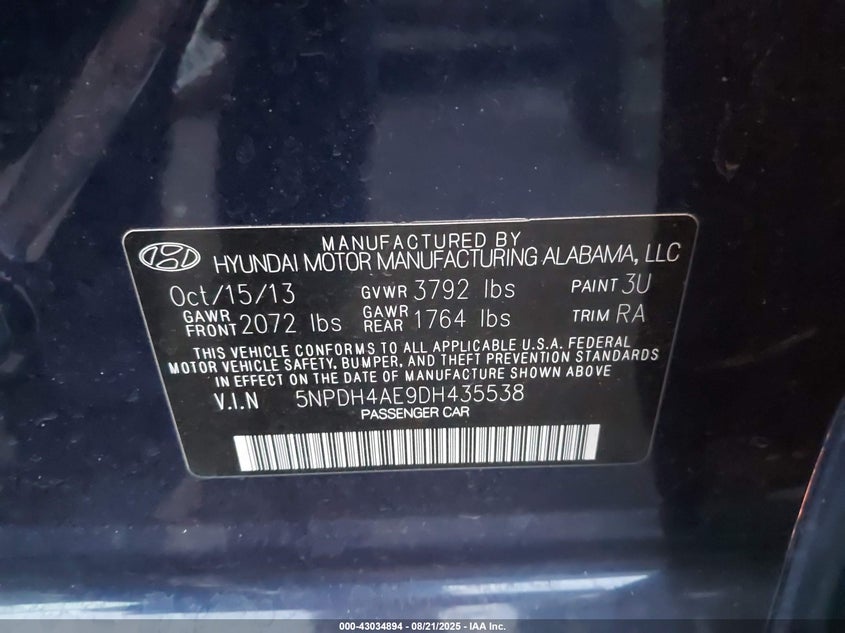 MANUFACTURED BY
HYUNDAI MOTOR MANUFACTURING ALABAMA, LLC
Oct/15/13 GVWR 3792 lbs PAINT 3U
GAWR FRONT 2072 lbs GAWR REAR 1764 lbs TRIM RA
THIS VEHICLE CONFORMS TO ALL APPLICABLE U.S.A. FEDERAL
MOTOR VEHICLE SAFETY, BUMPER, AND THEFT PREVENTION STANDARDS
IN EFFECT ON THE DATE OF MANUFACTURE SHOWN ABOVE
V.I.N 5NPDH4AE9DH435538
PASSENGER CAR
000-43034894 - 08/21/2025 - IAA Inc.